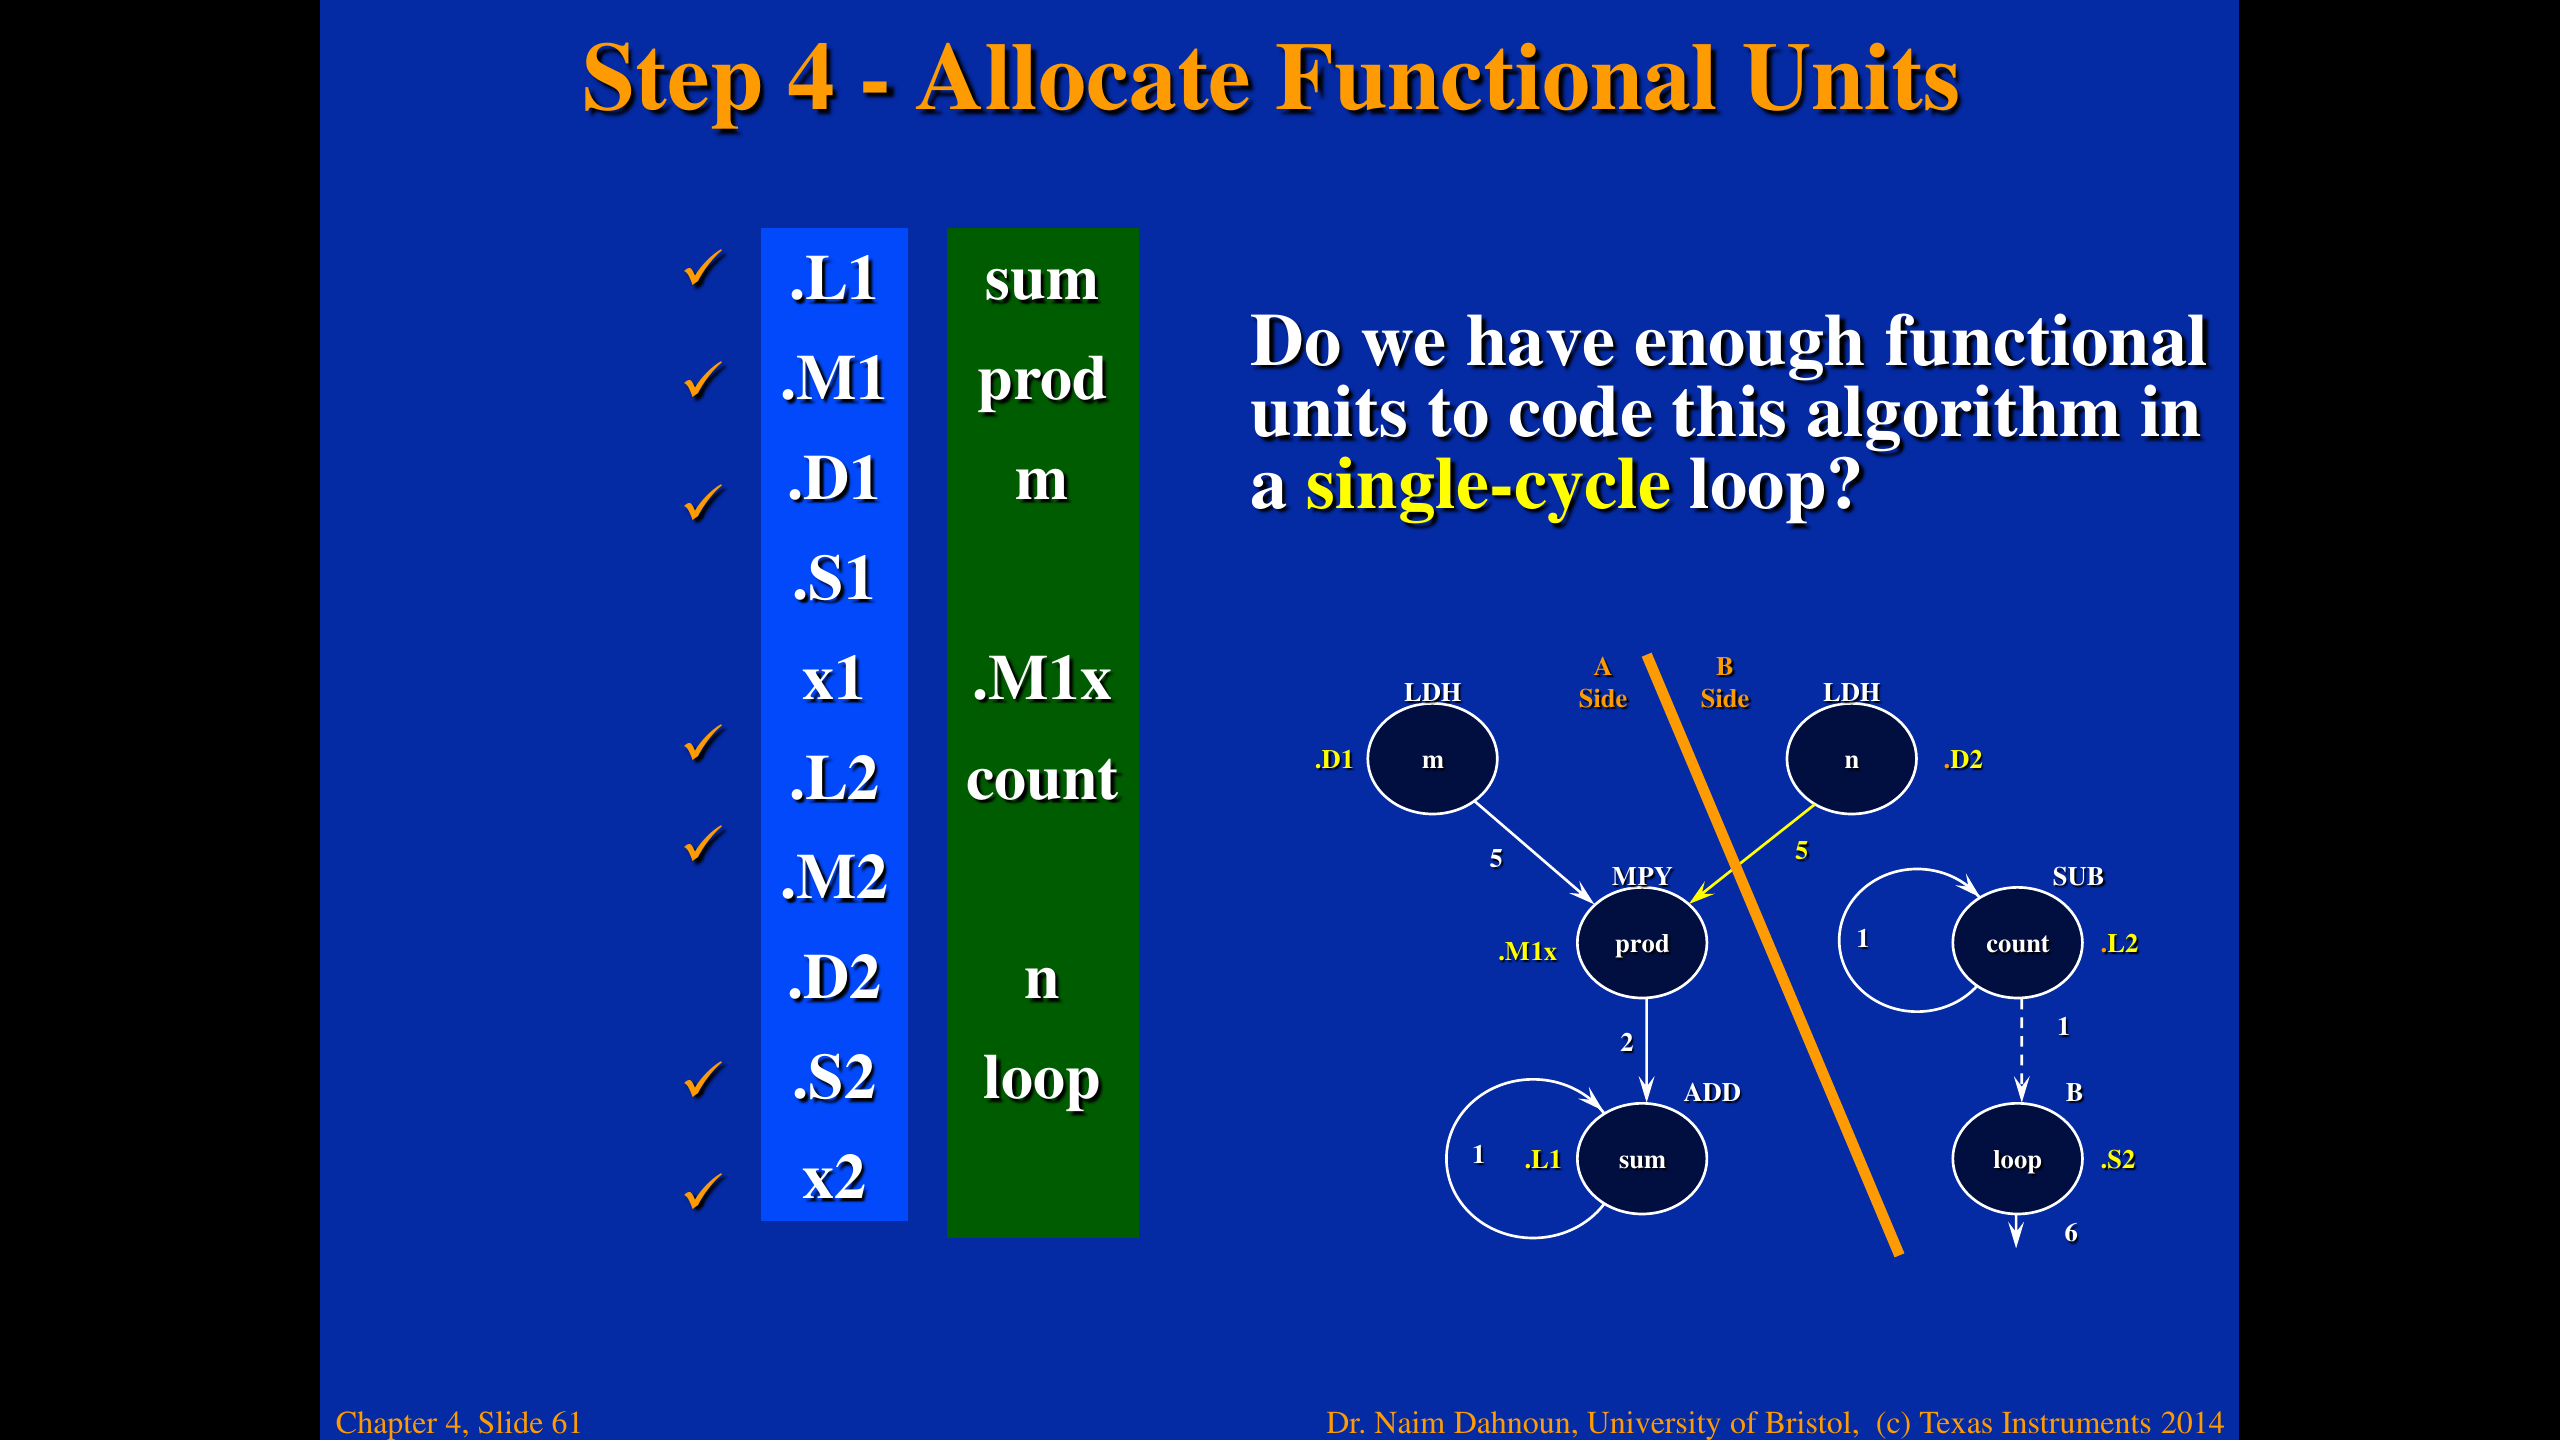 Step 4 - Allocate Functional Units
✓ .L1 sum
✓ .M1 prod
✓ .D1 m
.S1
x1 .M1x
✓ .L2 count
✓ .M2
.D2 n
✓ .S2 loop
✓ x2
Do we have enough functional
units to code this algorithm in
a single-cycle loop?
A
Side
B
Side
LDH
LDH
.D1
m
n
.D2
5
5
MPY
SUB
.M1x
prod
1
count
.L2
2
1
ADD
B
1
.L1
sum
loop
.S2
6
Chapter 4, Slide 61
Dr. Naim Dahnoun, University of Bristol, (c) Texas Instruments 2014